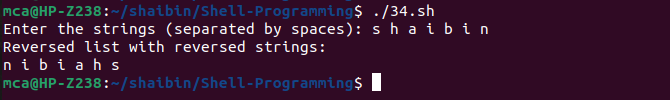 mca@HP-Z238:~/shaibin/Shell-Programming$ ./34.sh
Enter the strings (separated by spaces): s h a i b i n
Reversed list with reversed strings:
n i b i a h s
mca@HP-Z238:~/shaibin/Shell-Programming$